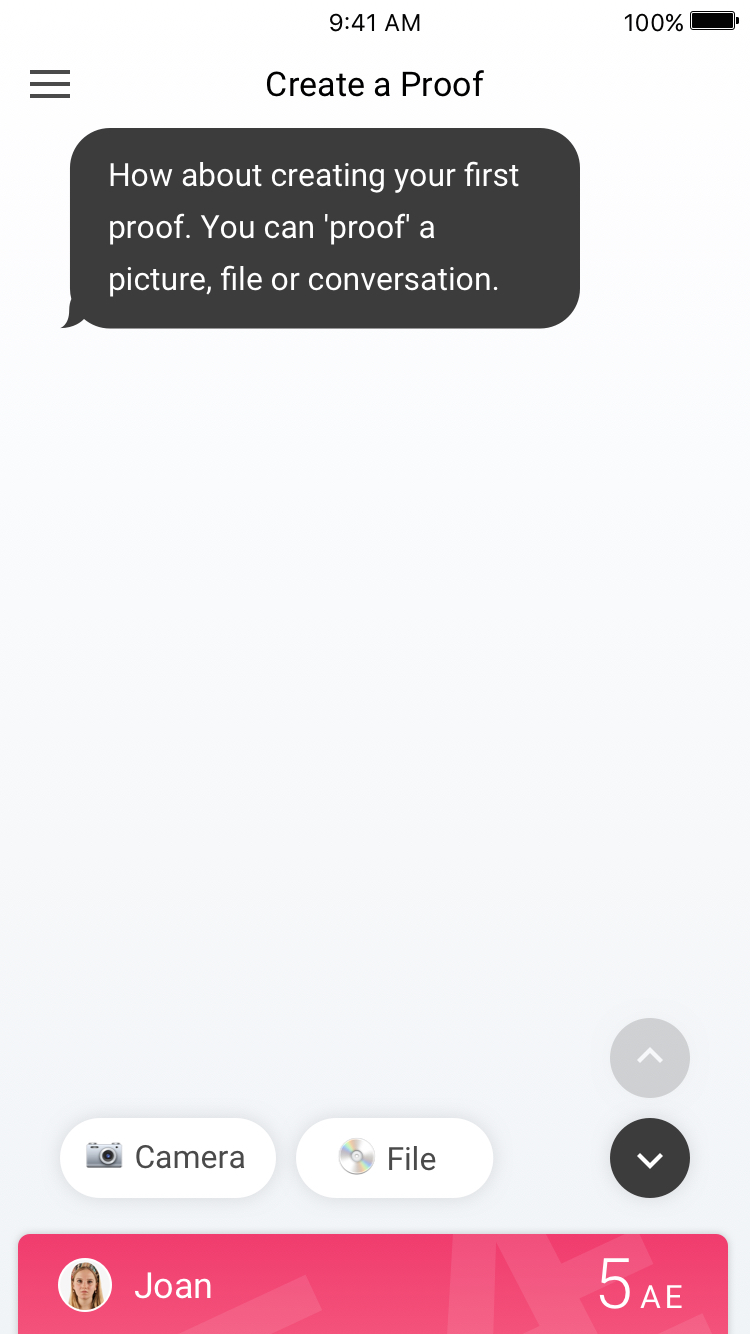 9:41 AM 100%
Create a Proof
How about creating your first
proof. You can 'proof' a
picture, file or conversation.
Camera File
Joan 5 AE